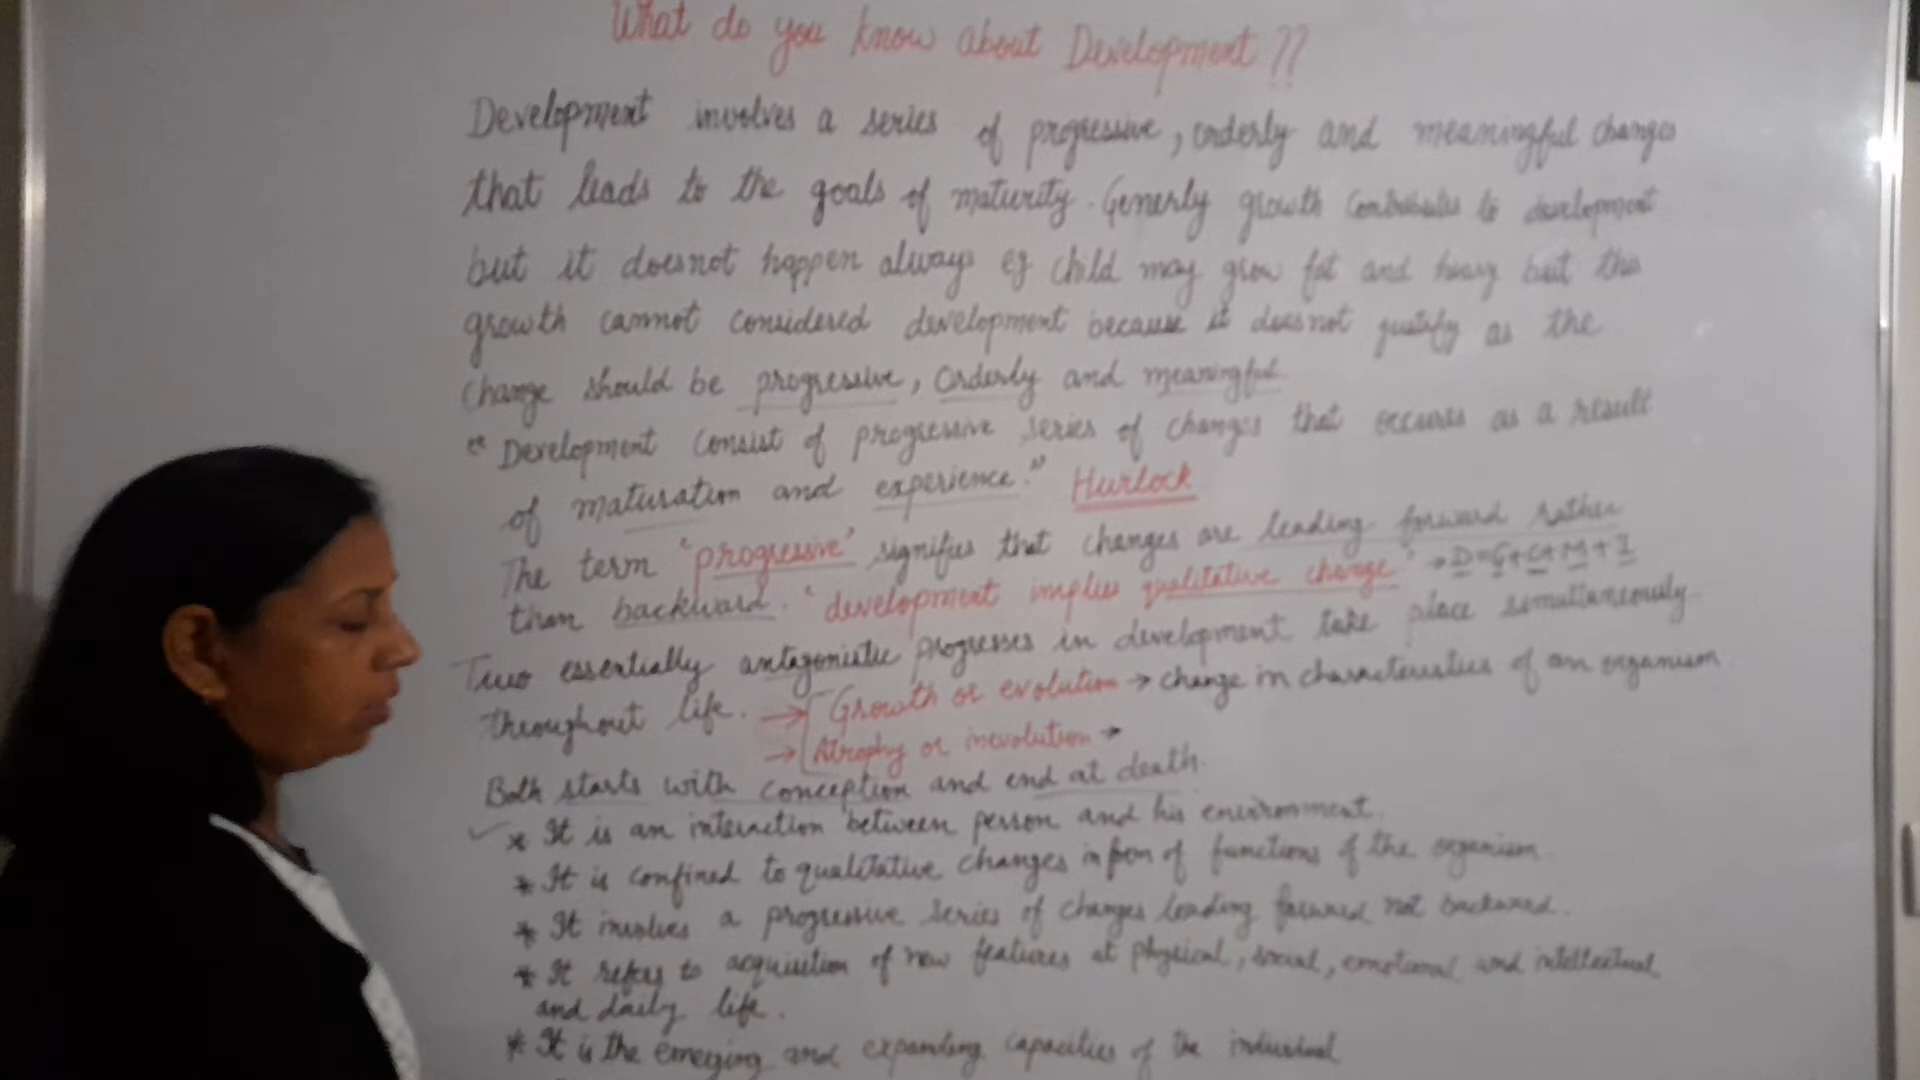 What do you know about Development ??
Development involves a series of progressive, orderly and meaningful changes
that leads to the goals of maturity. Generly growth contributes to development
but it doesnot happen always eg child may grow fat and heavy but this
growth cannot considered development because it does not justify as the
change should be progressive, orderly and meaningful
" Development consist of progressive series of changes that occures as a result
of maturation and experience." Hurlock
The term "progressive" signifies that changes are leading forward rather
than backward. "development implies qualitative change" → D=G+C+M+I
Two essentially antagonistic progresses in development take place simultaneously
throughout life. → Growth or evolution → change in characteristics of an organism
→ Atrophy or inevolution →
Both starts with conception and end at death.
* It is an interaction between person and his environment.
* It is confined to qualitative changes in of functions of the organism.
* It involves a progressive series of changes leading forward not backward.
* It refers to acquisition of new features at physical, social, emotional and intellectual
and daily life.
* It is the emerging and expanding capacities of the individual